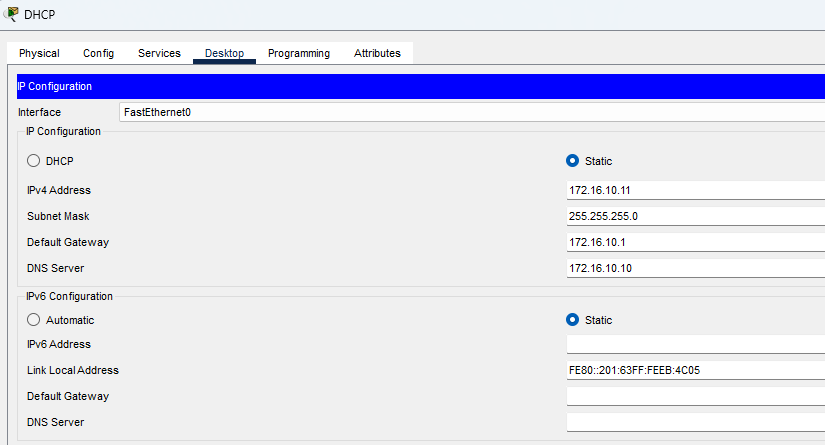 DHCP
Physical Config Services Desktop Programming Attributes
IP Configuration
Interface FastEthernet0
IP Configuration
DHCP Static
IPv4 Address 172.16.10.11
Subnet Mask 255.255.255.0
Default Gateway 172.16.10.1
DNS Server 172.16.10.10
IPv6 Configuration
Automatic Static
IPv6 Address
Link Local Address FE80::201:63FF:FEEB:4C05
Default Gateway
DNS Server